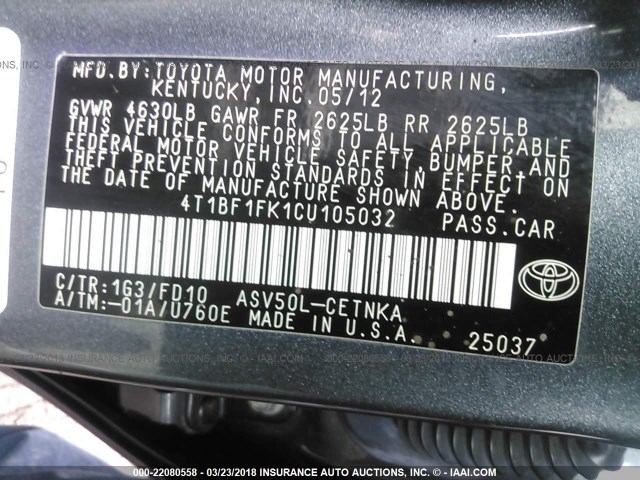 MFD.BY:TOYOTA MOTOR MANUFACTURING,
KENTUCKY,INC.05/12
GVWR 4630LB GAWR FR 2625LB RR 2625LB
THIS VEHICLE CONFORMS TO ALL APPLICABLE
FEDERAL MOTOR VEHICLE SAFETY, BUMPER,AND
THEFT PREVENTION STANDARDS IN EFFECT ON
THE DATE OF MANUFACTURE SHOWN ABOVE.
4T1BF1FK1CU105032 PASS.CAR
C/TR:1G3/FD10 ASV50L-CETNKA
A/TM:-01A/U760E MADE IN U.S.A. 25037
TOYOTA
000-22080558 - 03/23/2018 INSURANCE AUTO AUCTIONS, INC. - IAAI.COM